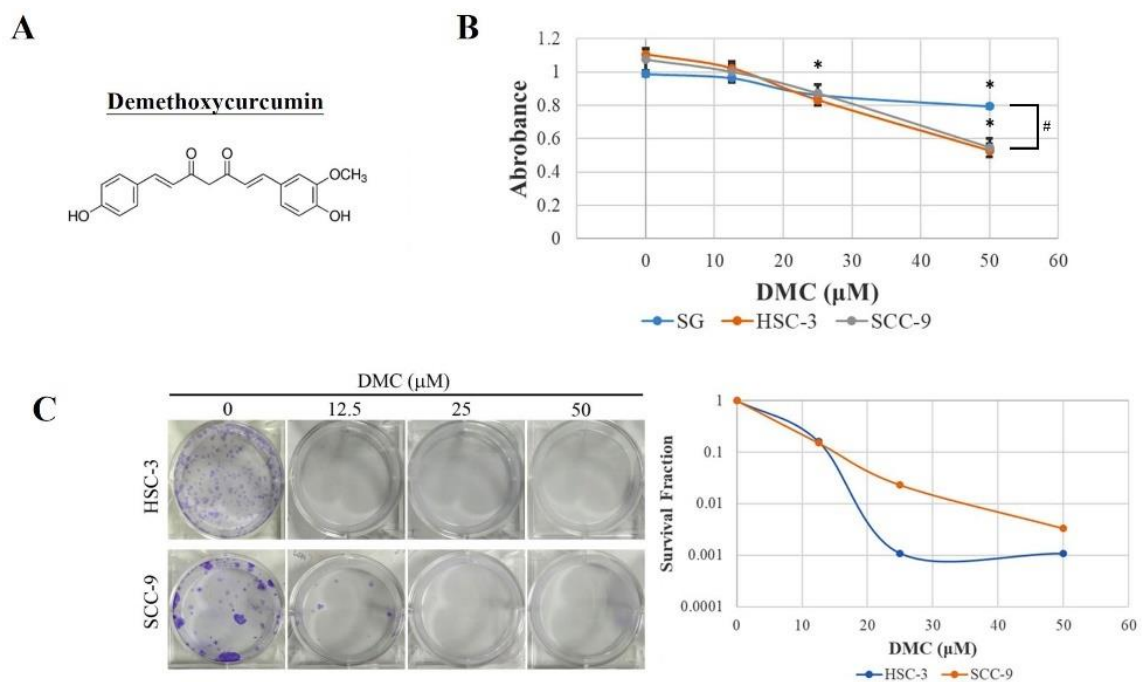 A
Demethoxycurcumin
O
O
OCH₃
HO
OH
B
Abrobance
1.2
1
0.8
0.6
0.4
0.2
0
*
*
*
#
0
10
20
30
40
50
60
DMC (μM)
SG
HSC-3
SCC-9
C
DMC (μM)
0
12.5
25
50
HSC-3
SCC-9
Survival Fraction
1
0.1
0.01
0.001
0.0001
0
10
20
30
40
50
60
DMC (μM)
HSC-3
SCC-9